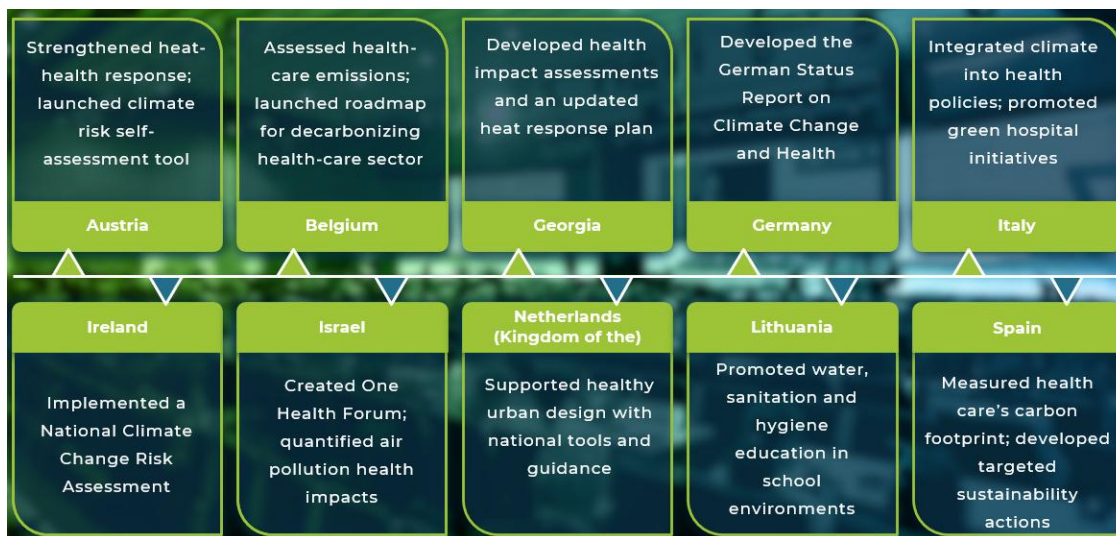 Strengthened heat-
health response;
launched climate
risk self-
assessment tool
Austria
Assessed health-
care emissions;
launched roadmap
for decarbonizing
health-care sector
Belgium
Developed health
impact assessments
and an updated
heat response plan
Georgia
Developed the
German Status
Report on
Climate Change
and Health
Germany
Integrated climate
into health
policies; promoted
green hospital
initiatives
Italy
Ireland
Implemented a
National Climate
Change Risk
Assessment
Israel
Created One
Health Forum;
quantified air
pollution health
impacts
Netherlands
(Kingdom of the)
Supported healthy
urban design with
national tools and
guidance
Lithuania
Promoted water,
sanitation and
hygiene
education in
school
environments
Spain
Measured health
care’s carbon
footprint; developed
targeted
sustainability
actions